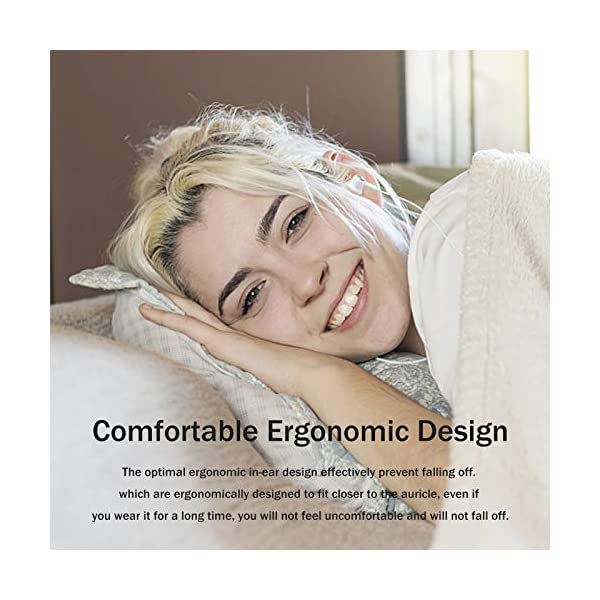 Comfortable Ergonomic Design
The optimal ergonomic in-ear design effectively prevent falling off.
which are ergonomically designed to fit closer to the auricle, even if
you wear it for a long time, you will not feel uncomfortable and will not fall off.